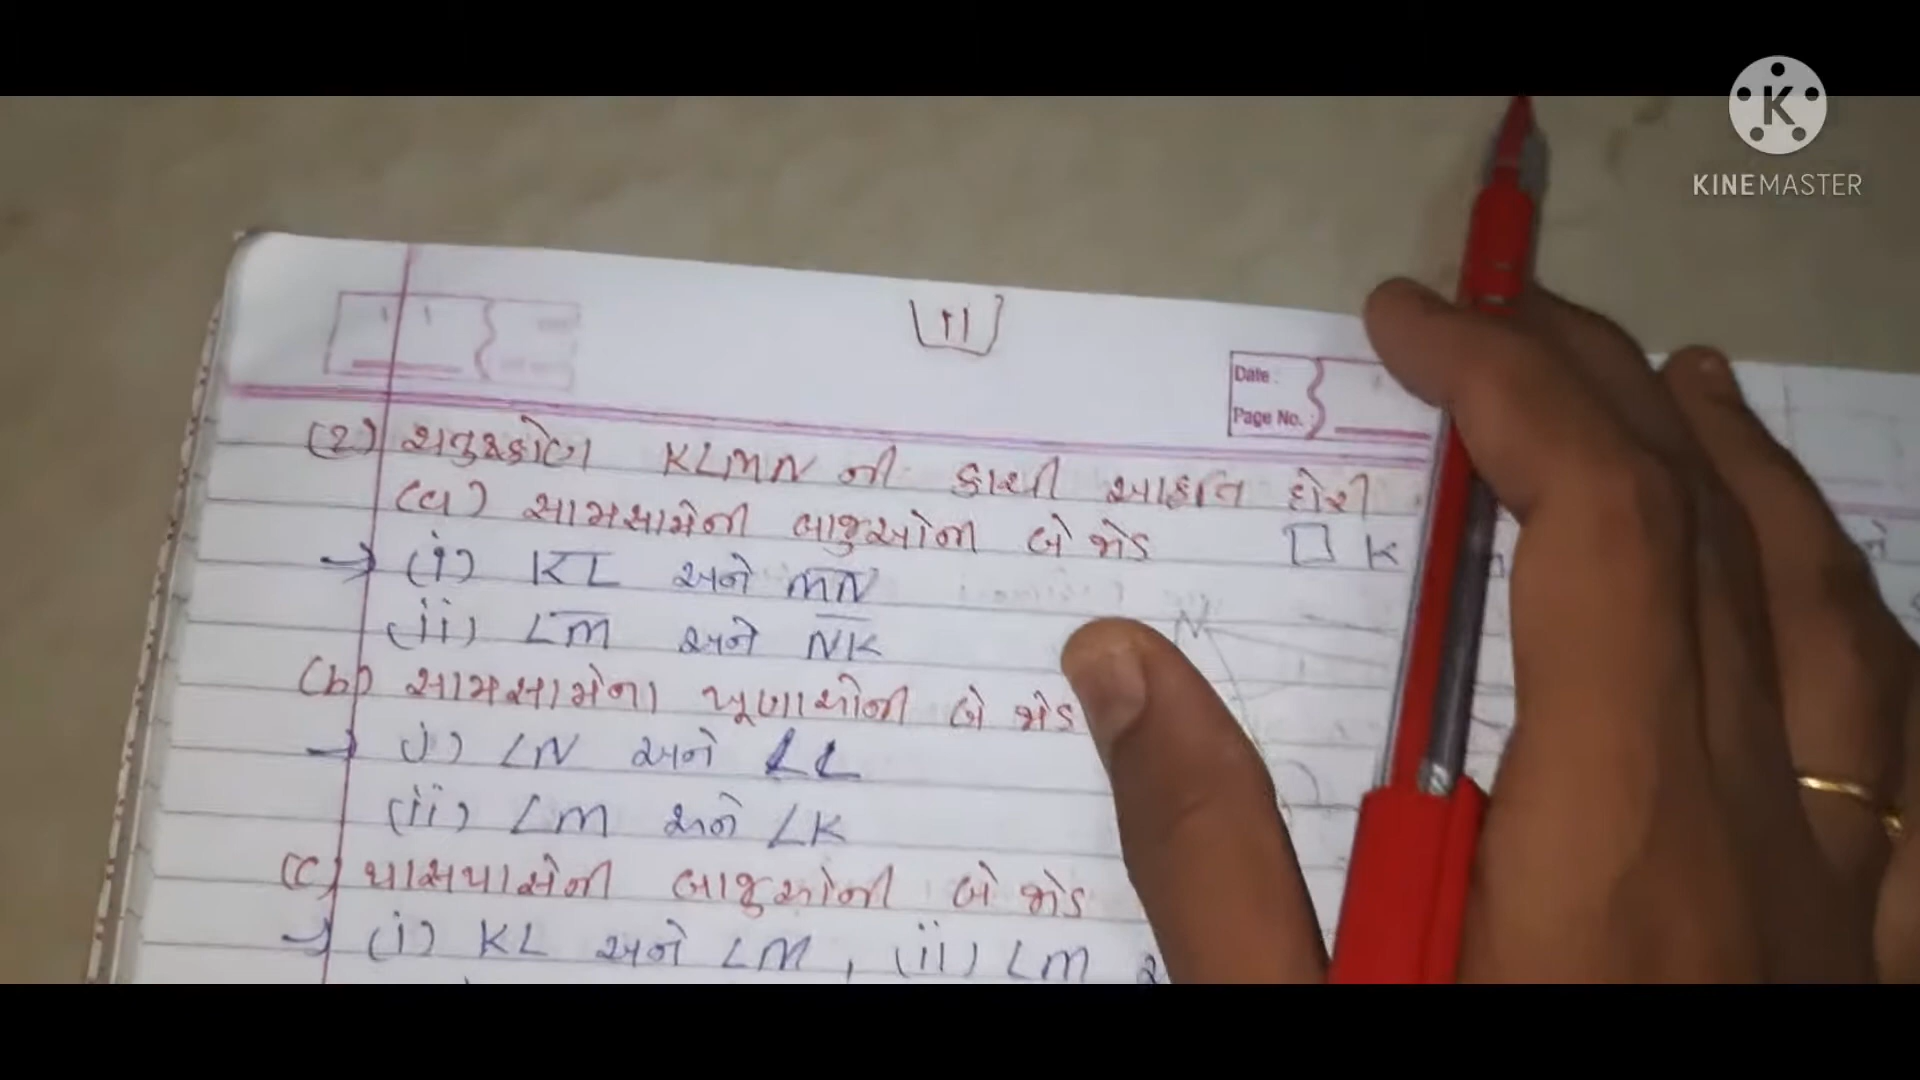 KINEMASTER
11
Date :
Page No. :
(2) ચતુષ્કોણ KLMN ની કાચી આકૃતિ દોરી
(a) સામસામેની બાજુઓની બે જોડ □ K
→ (i) KL અને MN
(ii) LM અને NK
(b) સામસામેના ખૂણાઓની બે જોડ
→ i) ∠N અને ∠L
(ii) ∠M અને ∠K
(c) પાસપાસેની બાજુઓની બે જોડ
→ (i) KL અને LM, (ii) LM